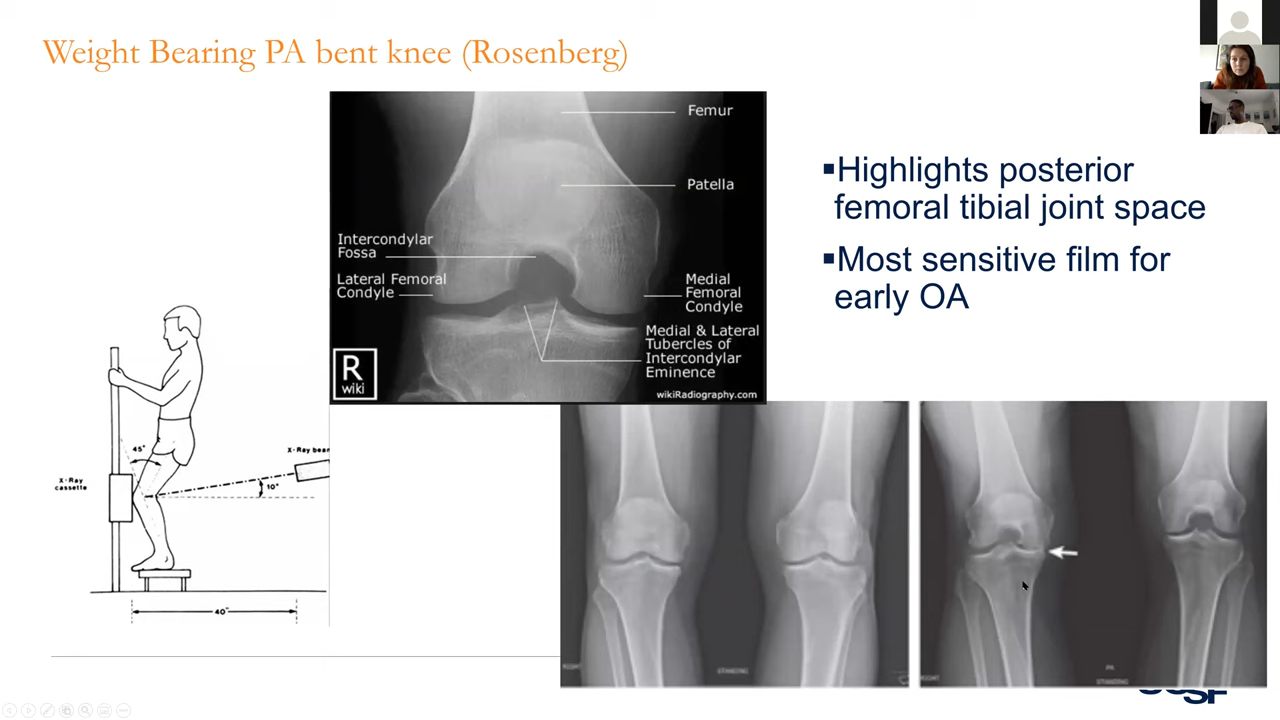 Weight Bearing PA bent knee (Rosenberg)
Femur
Patella
Intercondylar
Fossa
Lateral Femoral
Condyle
Medial
Femoral
Condyle
Medial & Lateral
Tubercles of
Intercondylar
Eminence
R
wiki
wikiRadiography.com
▪Highlights posterior
femoral tibial joint space
▪Most sensitive film for
early OA
45°
X-Ray
cassette
X-Ray
10°
40"
STANDING
PA
STANDING